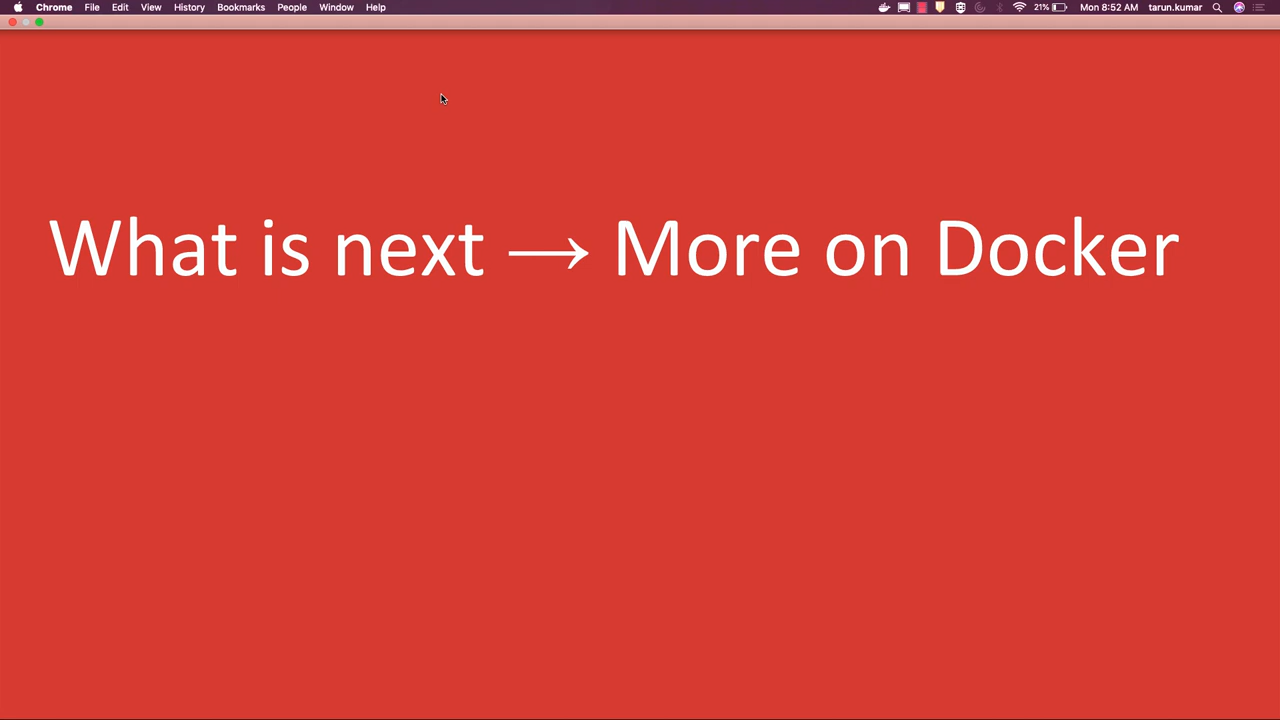 Chrome File Edit View History Bookmarks People Window Help 21% Mon 8:52 AM tarun.kumar
What is next → More on Docker